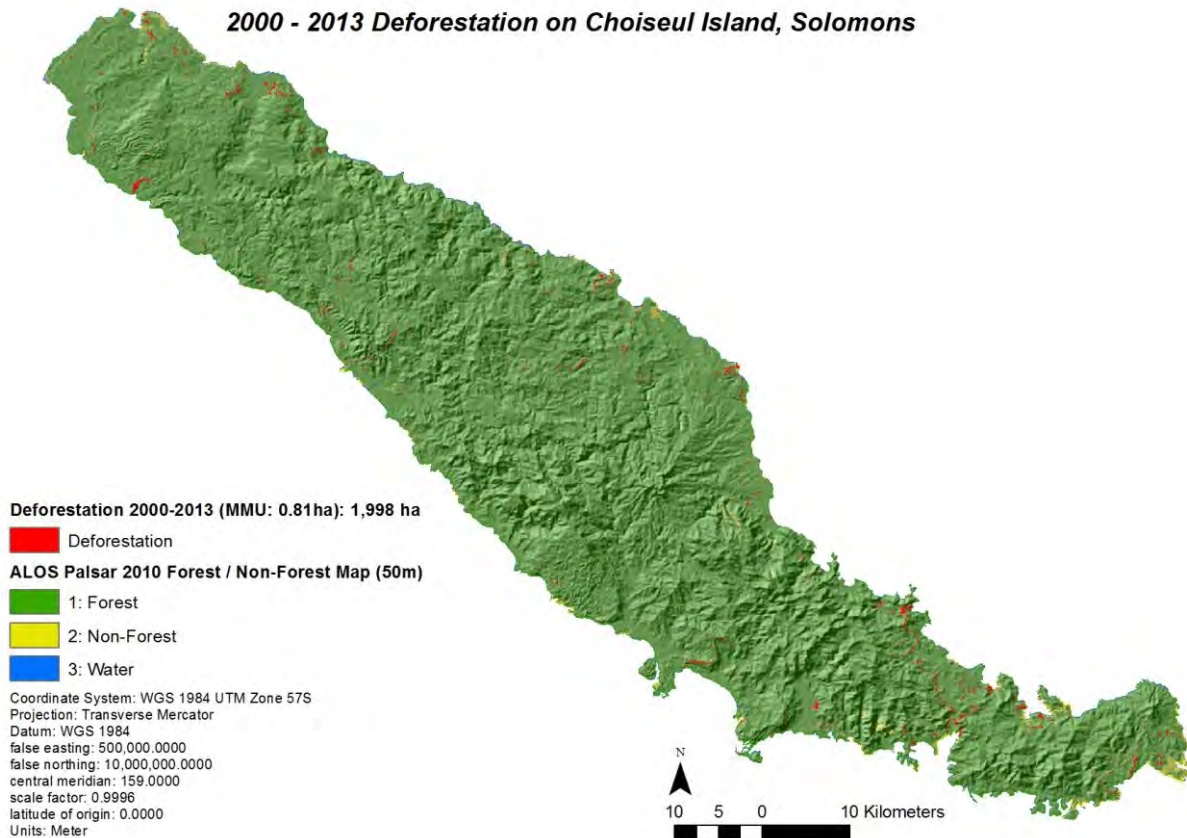 2000 - 2013 Deforestation on Choiseul Island, Solomons
Deforestation 2000-2013 (MMU: 0.81ha): 1,998 ha
Deforestation
ALOS Palsar 2010 Forest / Non-Forest Map (50m)
1: Forest
2: Non-Forest
3: Water
Coordinate System: WGS 1984 UTM Zone 57S
Projection: Transverse Mercator
Datum: WGS 1984
false easting: 500,000.0000
false northing: 10,000,000.0000
central meridian: 159.0000
scale factor: 0.9996
latitude of origin: 0.0000
Units: Meter
N
10 5 0 10 Kilometers